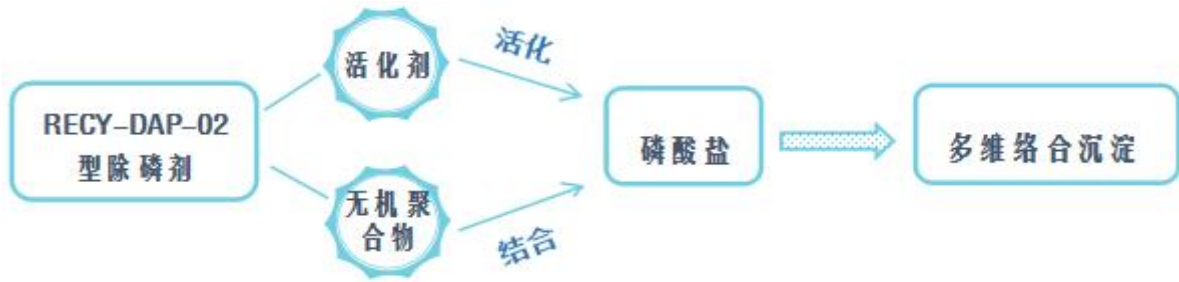 RECY-DAP-02
型除磷剂
活化剂
活化
无机聚
合物
结合
磷酸盐
多维络合沉淀